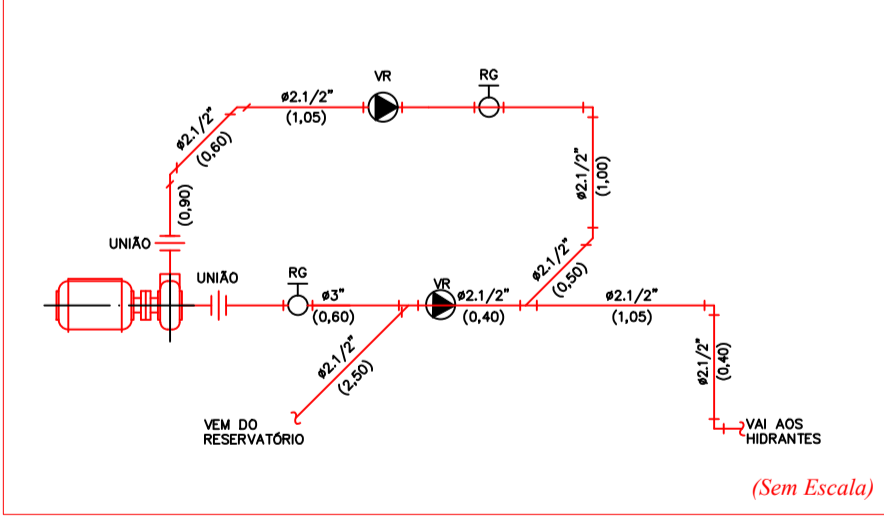 VR
RG
ø2.1/2"
(1,05)
ø2.1/2"
(0,60)
ø2.1/2"
(1,00)
(0,90)
UNIÃO
UNIÃO
RG
ø3"
(0,60)
VR
ø2.1/2"
(0,40)
ø2.1/2"
(0,50)
ø2.1/2"
(1,05)
ø2.1/2"
(2,50)
ø2.1/2"
(0,40)
VEM DO
RESERVATÓRIO
VAI AOS
HIDRANTES
(Sem Escala)